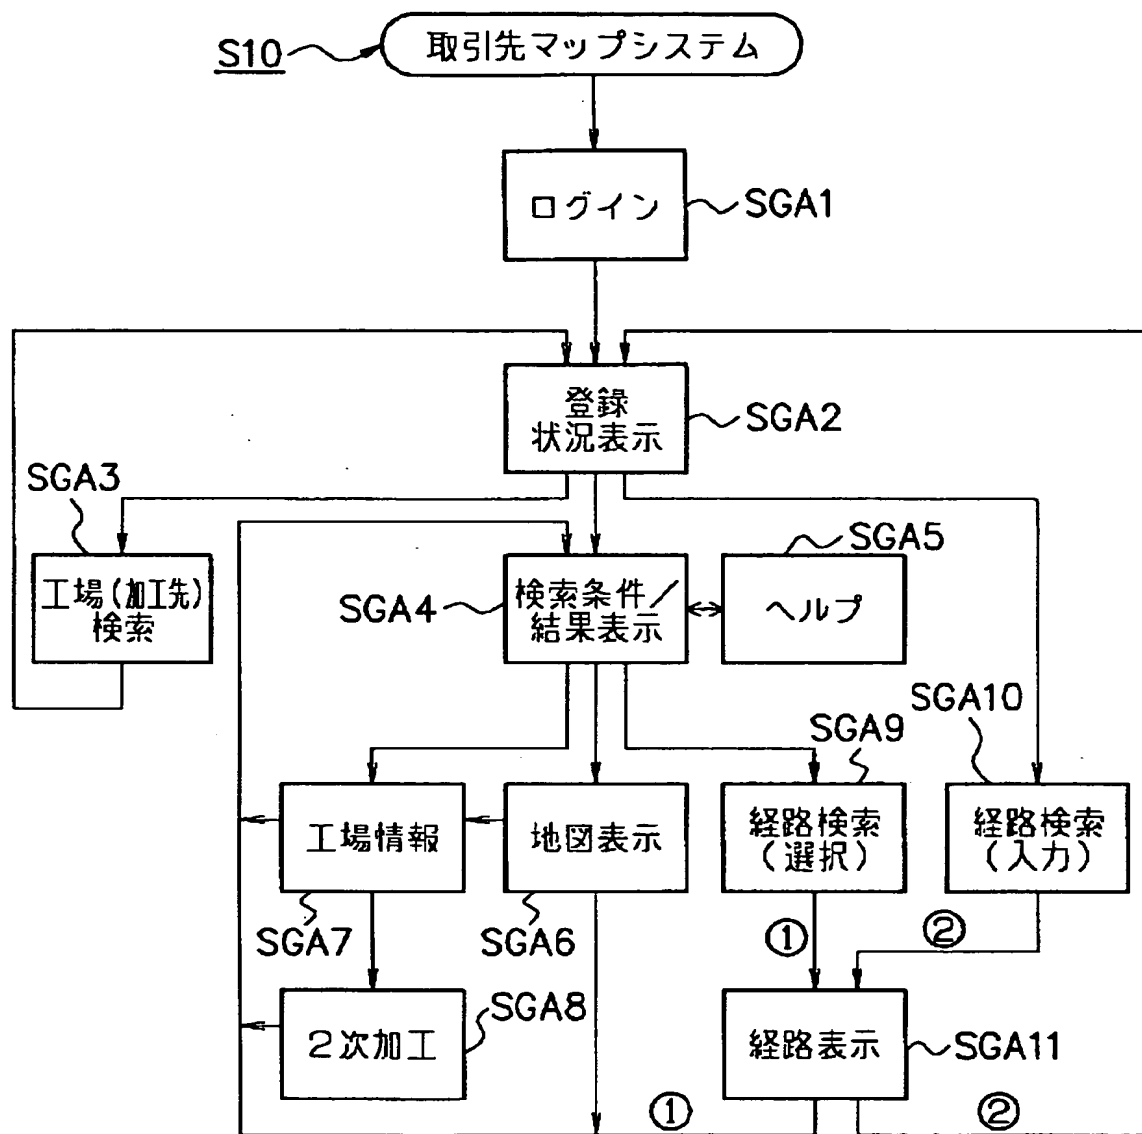 取引先マップシステム
S10
ログイン
SGA1
登録
状況表示
SGA2
SGA3
工場(加工先)
検索
SGA4
検索条件/
結果表示
SGA5
ヘルプ
SGA9
SGA10
工場情報
地図表示
経路検索
(選択)
経路検索
(入力)
SGA7
SGA6
①
②
2次加工
SGA8
経路表示
SGA11
①
②